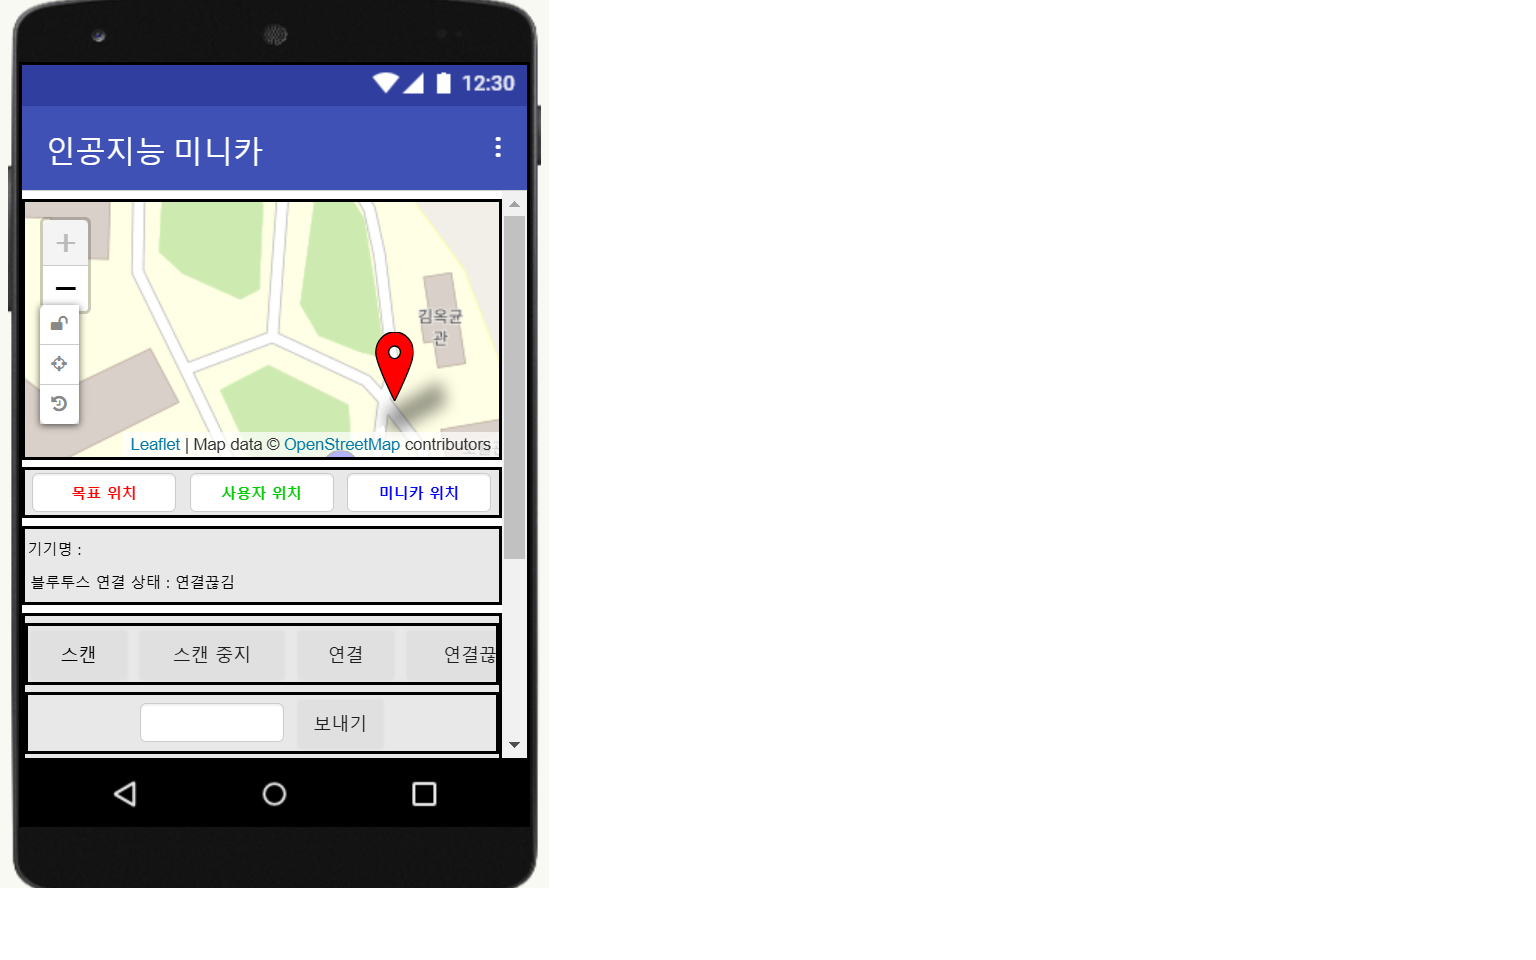 12:30
인공지능 미니카
+
김옥균
관
−
Leaflet | Map data © OpenStreetMap contributors
목표 위치 사용자 위치 미니카 위치
기기명 :
블루투스 연결 상태 : 연결끊김
스캔 스캔 중지 연결 연결끊
보내기